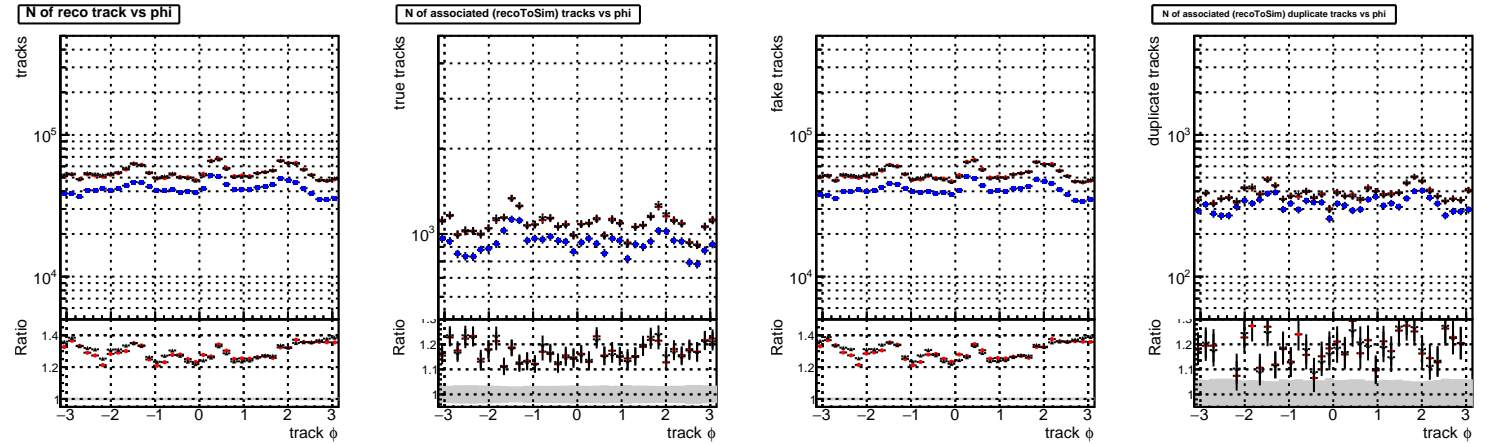 N of reco track vs phi
tracks
10^5
10^4
Ratio
1.4
1.2
1
−3 −2 −1 0 1 2 3
track ϕ
N of associated (recoToSim) tracks vs phi
true tracks
10^3
Ratio
1.3
1.2
1.1
1
−3 −2 −1 0 1 2 3
track ϕ
fake tracks
10^5
10^4
Ratio
1.4
1.2
1
−3 −2 −1 0 1 2 3
track ϕ
N of associated (recoToSim) duplicate tracks vs phi
duplicate tracks
10^3
10^2
Ratio
1.3
1.2
1.1
1
−3 −2 −1 0 1 2 3
track ϕ